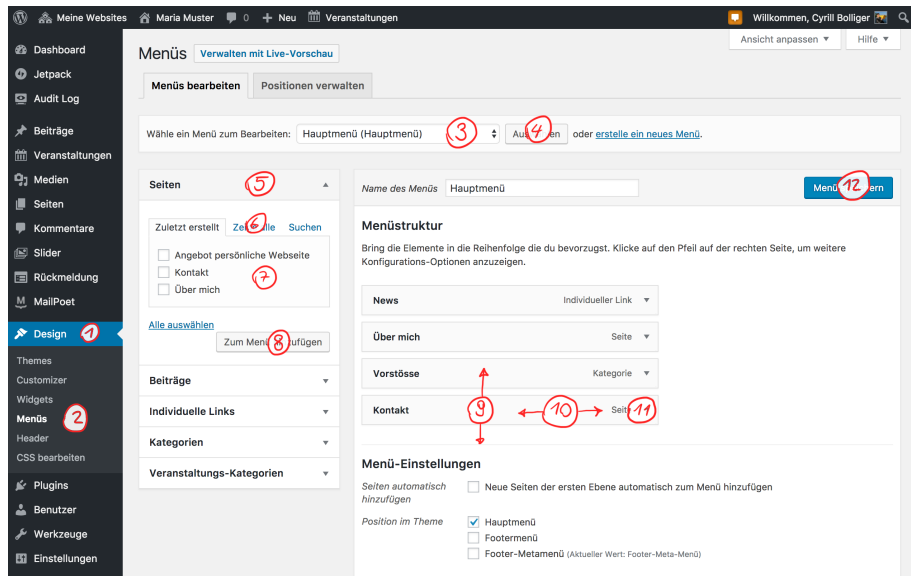 Meine Websites Maria Muster 0 + Neu Veranstaltungen Willkommen, Cyrill Bolliger
Ansicht anpassen ▼ Hilfe ▼
Dashboard
Jetpack
Audit Log
Beiträge
Veranstaltungen
Medien
Seiten
Kommentare
Slider
Rückmeldung
MailPoet
Design 1
Themes
Customizer
Widgets
Menüs 2
Header
CSS bearbeiten
Plugins
Benutzer
Werkzeuge
Einstellungen
Menüs Verwalten mit Live-Vorschau
Menüs bearbeiten Positionen verwalten
Wähle ein Menü zum Bearbeiten: Hauptmenü (Hauptmenü) 3 4 oder erstelle ein neues Menü.
Seiten 5
Zuletzt erstellt 6 Suchen
Angebot persönliche Webseite
Kontakt 7
Über mich
Alle auswählen
Zum Menü 8
Beiträge
Individuelle Links
Kategorien
Veranstaltungs-Kategorien
Name des Menüs Hauptmenü 12
Menüstruktur
Bring die Elemente in die Reihenfolge die du bevorzugst. Klicke auf den Pfeil auf der rechten Seite, um weitere
Konfigurations-Optionen anzuzeigen.
News Individueller Link ▼
Über mich Seite ▼
Vorstösse Kategorie ▼
Kontakt 9 10 Seite 11
Menü-Einstellungen
Seiten automatisch
hinzufügen
Neue Seiten der ersten Ebene automatisch zum Menü hinzufügen
Position im Theme
Hauptmenü
Footermenü
Footer-Metamenü (Aktueller Wert: Footer-Meta-Menü)